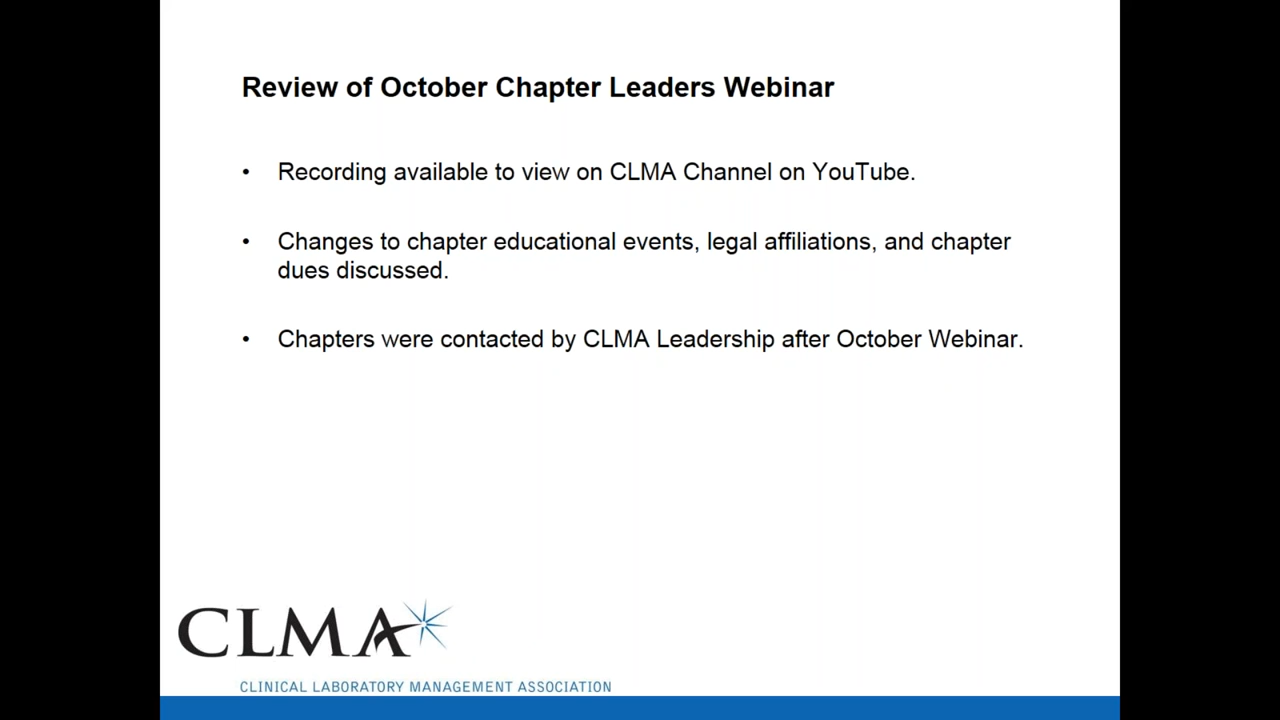 Review of October Chapter Leaders Webinar
• Recording available to view on CLMA Channel on YouTube.
• Changes to chapter educational events, legal affiliations, and chapter
dues discussed.
• Chapters were contacted by CLMA Leadership after October Webinar.
CLMA
CLINICAL LABORATORY MANAGEMENT ASSOCIATION